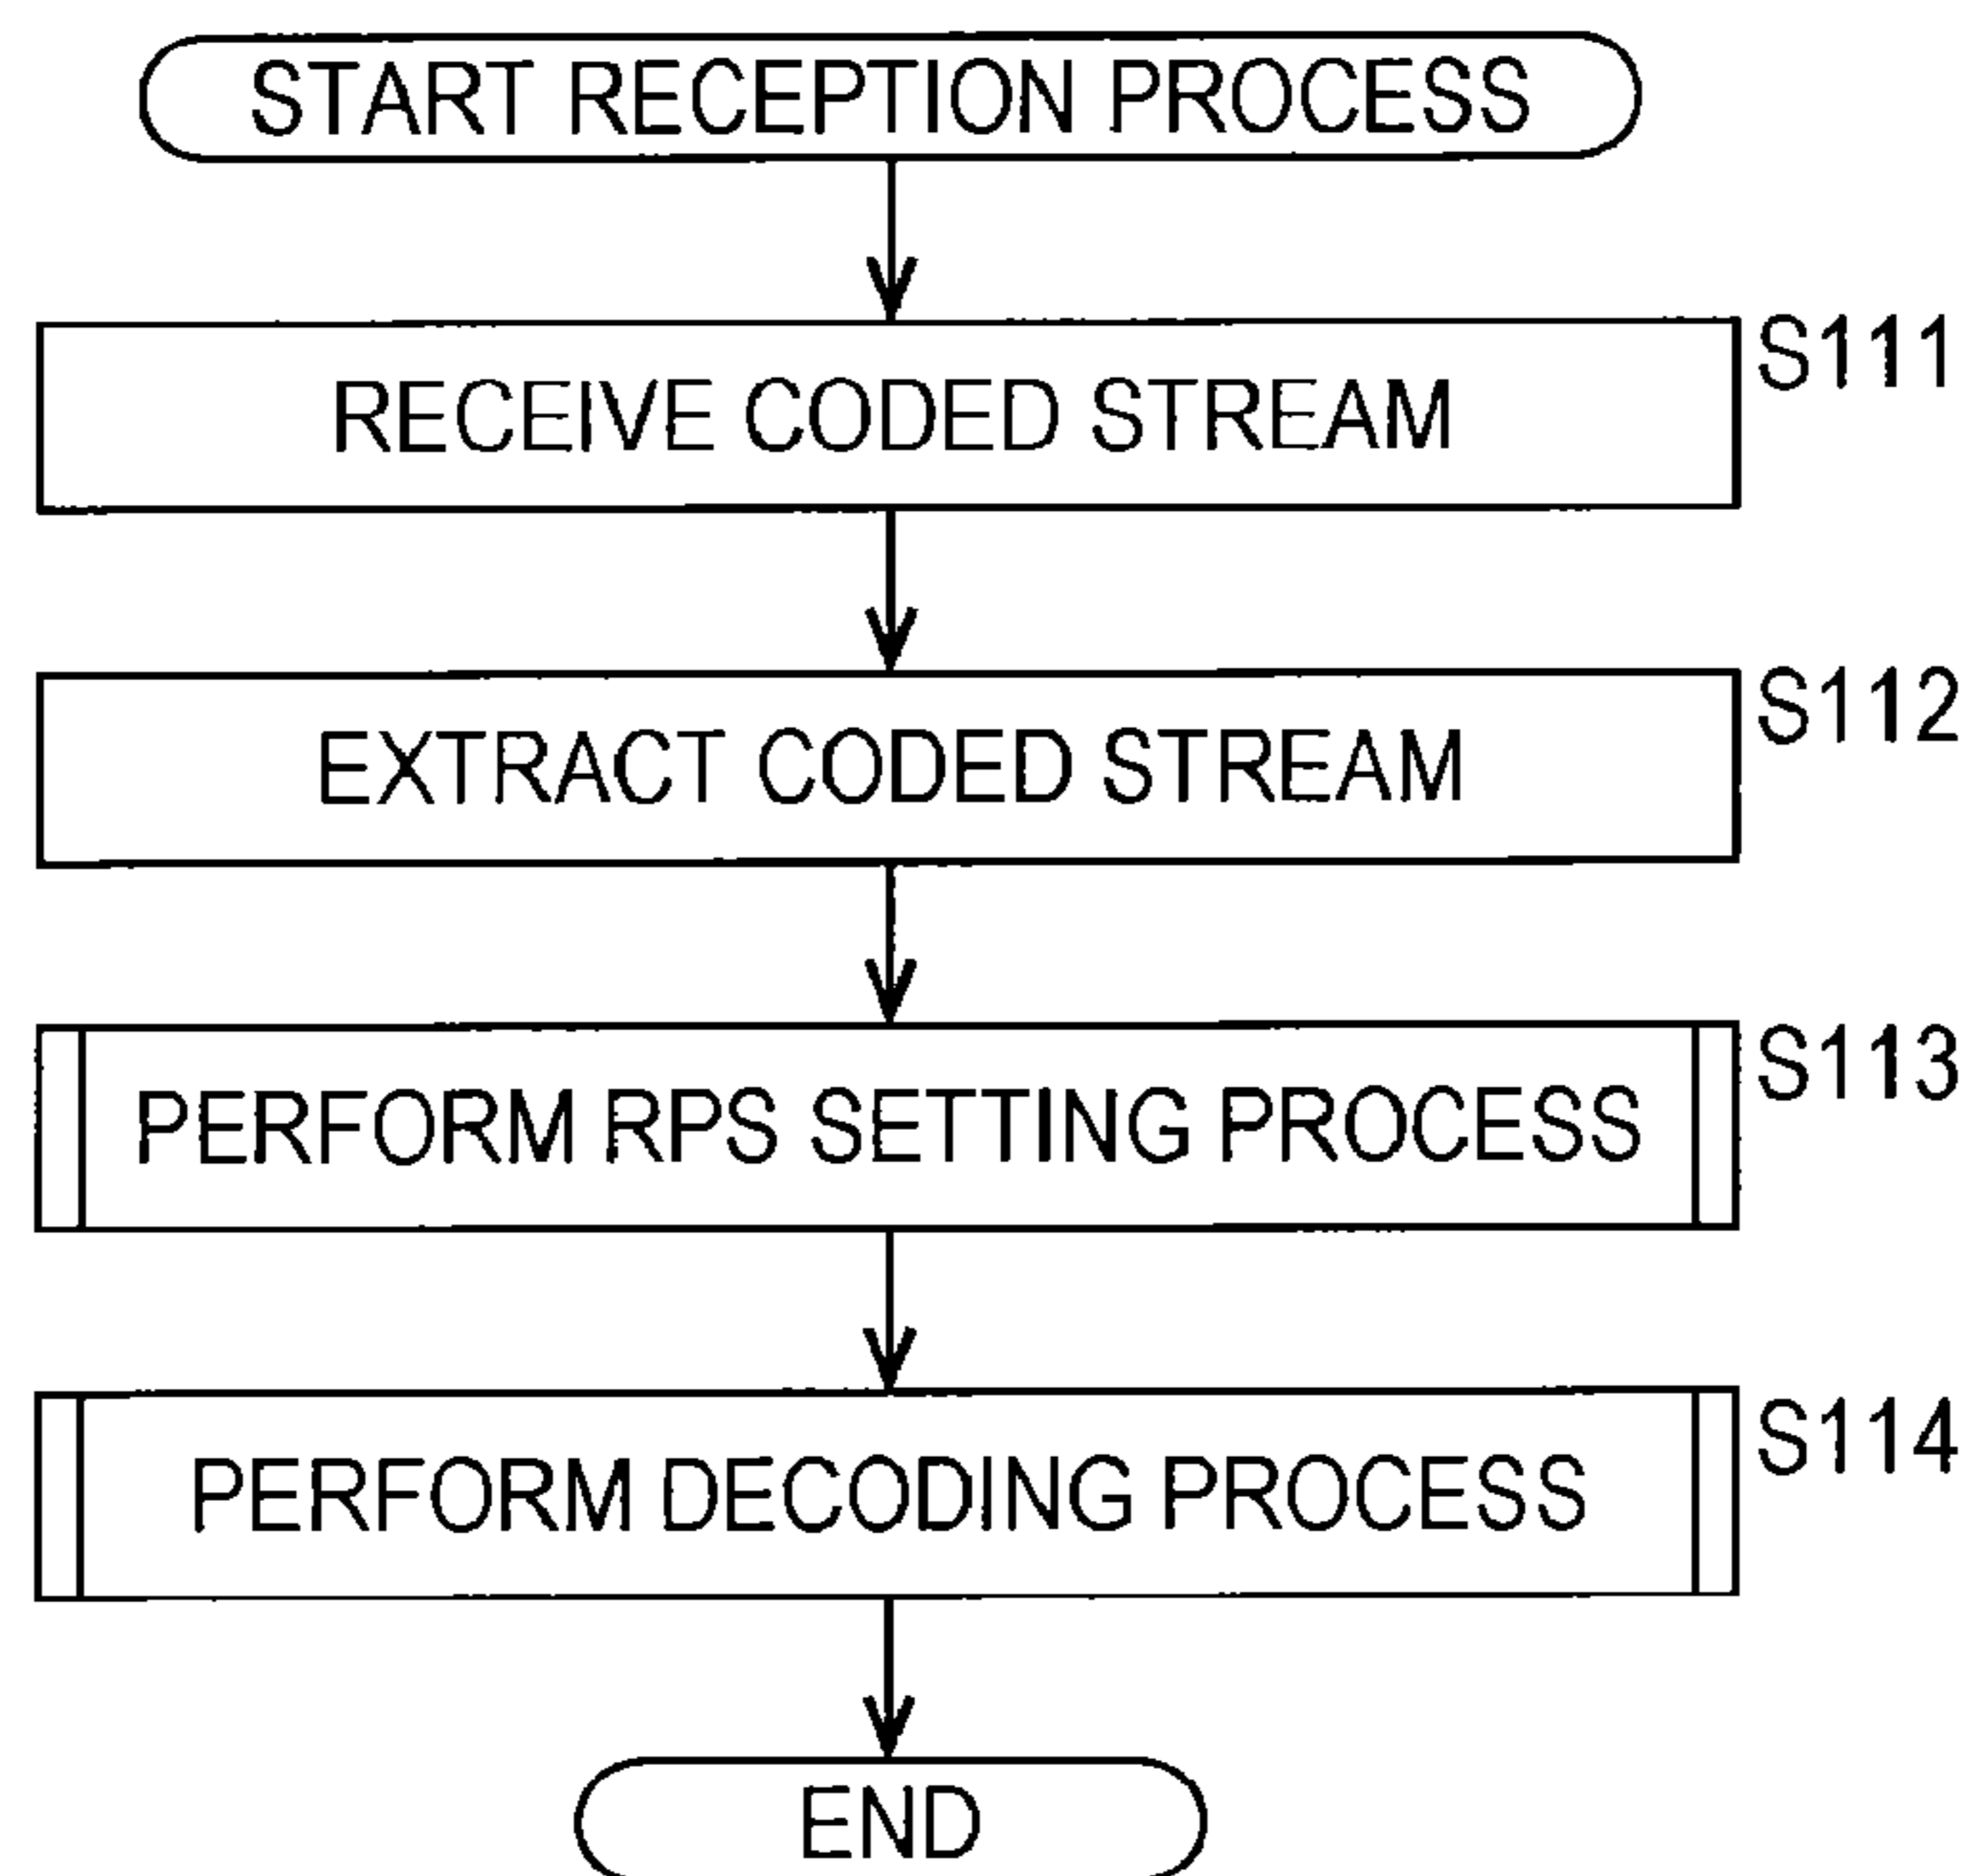 START RECEPTION PROCESS
S111
RECEIVE CODED STREAM
S112
EXTRACT CODED STREAM
S113
PERFORM RPS SETTING PROCESS
S114
PERFORM DECODING PROCESS
END